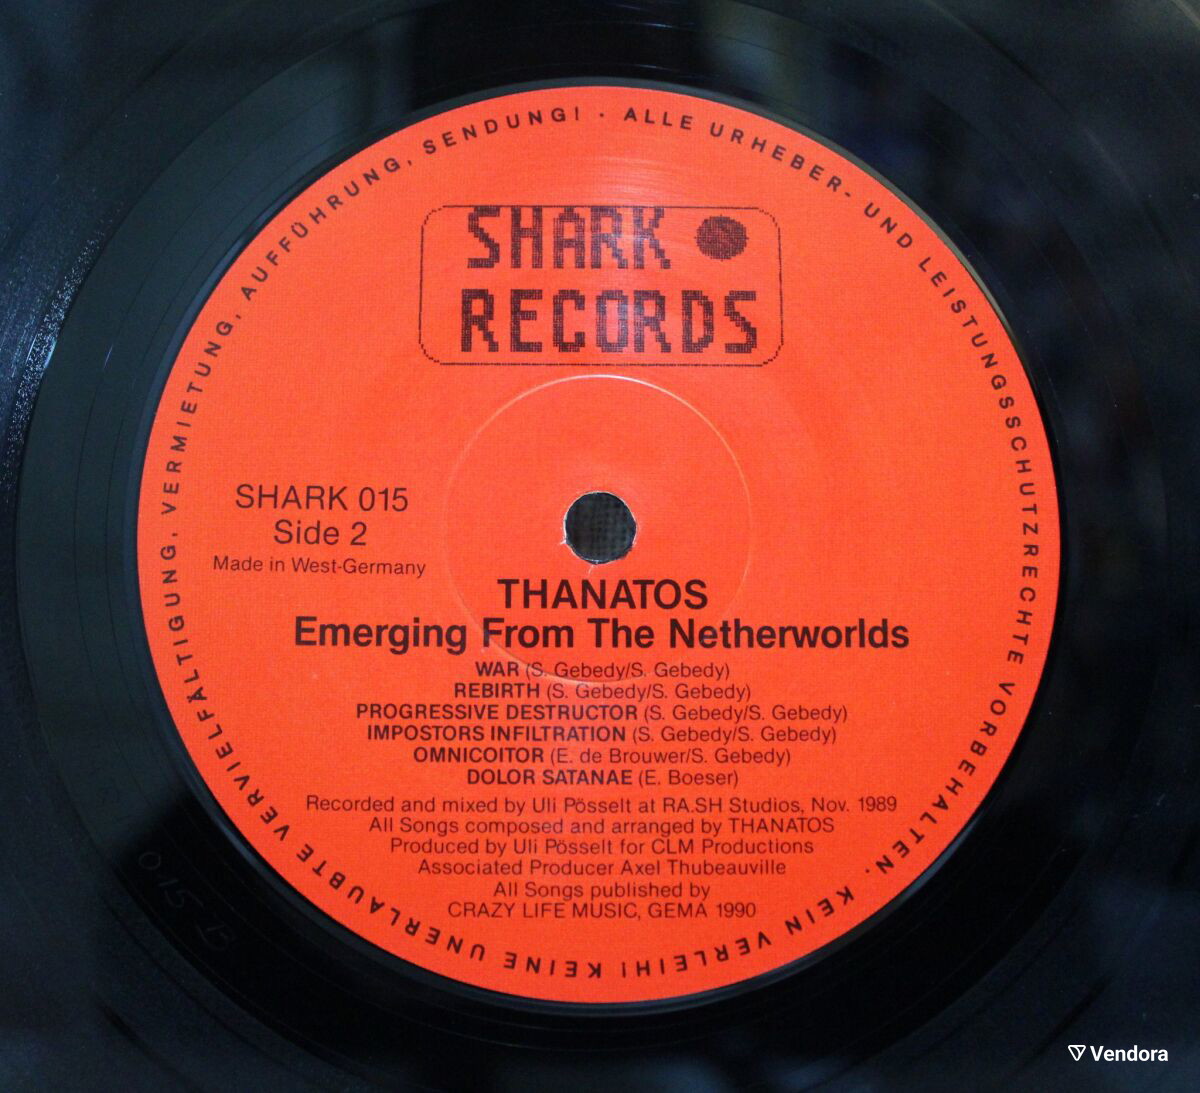 ALLE URHEBER- UND LEISTUNGSSCHUTZRECHTE VORBEHALTEN. KEIN VERLEIH! KEINE UNERLAUBTE VERVIELFÄLTIGUNG, VERMIETUNG, AUFFÜHRUNG, SENDUNG! ·
SHARK
RECORDS
SHARK 015
Side 2
Made in West-Germany
THANATOS
Emerging From The Netherworlds
WAR (S. Gebedy/S. Gebedy)
REBIRTH (S. Gebedy/S. Gebedy)
PROGRESSIVE DESTRUCTOR (S. Gebedy/S. Gebedy)
IMPOSTORS INFILTRATION (S. Gebedy/S. Gebedy)
OMNICOITOR (E. de Brouwer/S. Gebedy)
DOLOR SATANAE (E. Boeser)
Recorded and mixed by Uli Pösselt at RA.SH Studios, Nov. 1989
All Songs composed and arranged by THANATOS
Produced by Uli Pösselt for CLM Productions
Associated Producer Axel Thubeauville
All Songs published by
CRAZY LIFE MUSIC, GEMA 1990
015-B
Vendora